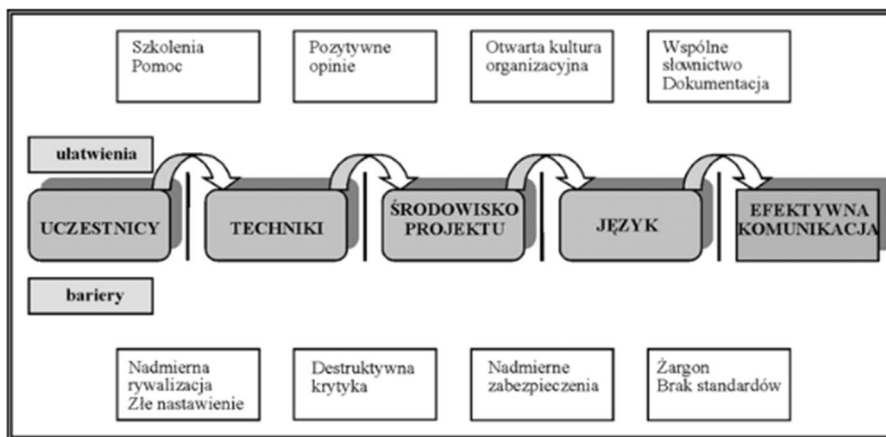 Szkolenia
Pomoc
Pozytywne
opinie
Otwarta kultura
organizacyjna
Wspólne
słownictwo
Dokumentacja
ułatwienia
UCZESTNICY
TECHNIKI
ŚRODOWISKO
PROJEKTU
JĘZYK
EFEKTYWNA
KOMUNIKACJA
bariery
Nadmierna
rywalizacja
Złe nastawienie
Destruktywna
krytyka
Nadmierne
zabezpieczenia
Żargon
Brak standardów